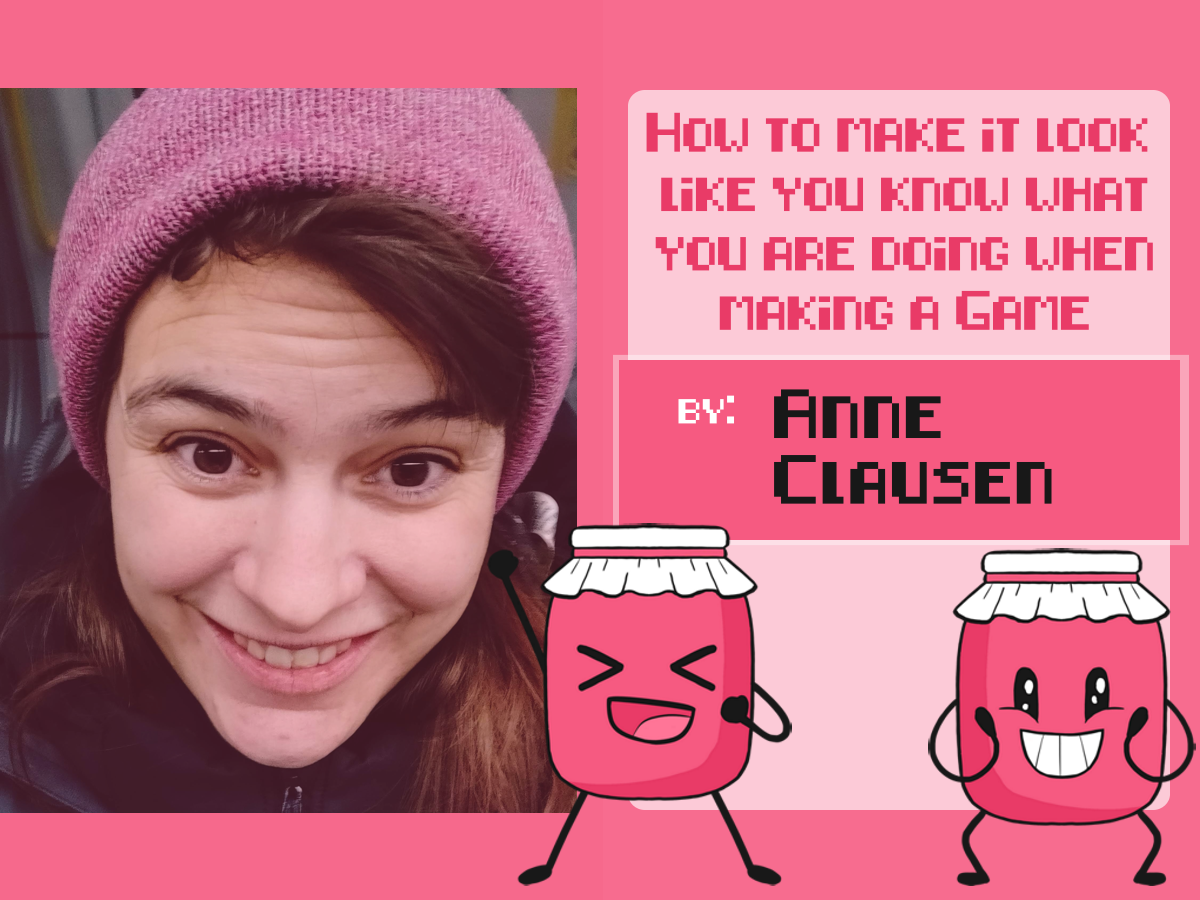 How to make it look
like you know what
you are doing when
making a Game
by: Anne
Clausen